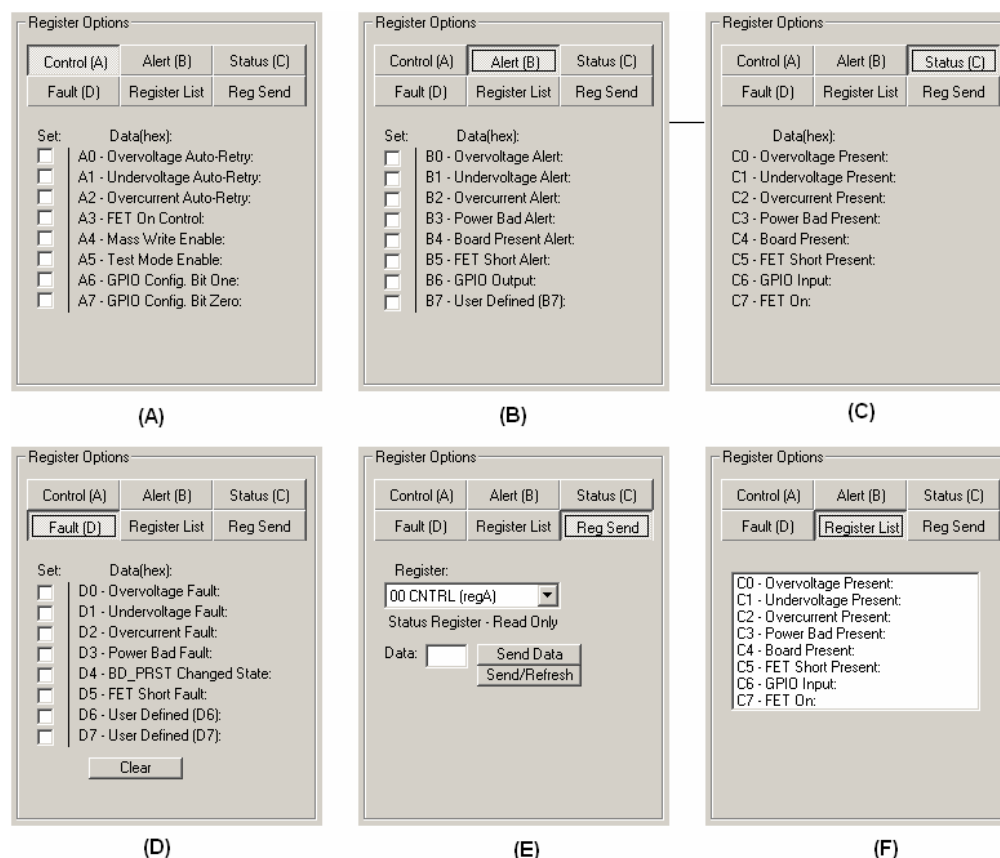 Register Options
Control (A) Alert (B) Status (C)
Fault (D) Register List Reg Send
Set: Data(hex):
A0 - Overvoltage Auto-Retry:
A1 - Undervoltage Auto-Retry:
A2 - Overcurrent Auto-Retry:
A3 - FET On Control:
A4 - Mass Write Enable:
A5 - Test Mode Enable:
A6 - GPIO Config. Bit One:
A7 - GPIO Config. Bit Zero:
(A)
Register Options
Control (A) Alert (B) Status (C)
Fault (D) Register List Reg Send
Set: Data(hex):
B0 - Overvoltage Alert:
B1 - Undervoltage Alert:
B2 - Overcurrent Alert:
B3 - Power Bad Alert:
B4 - Board Present Alert:
B5 - FET Short Alert:
B6 - GPIO Output:
B7 - User Defined (B7):
(B)
Register Options
Control (A) Alert (B) Status (C)
Fault (D) Register List Reg Send
Data(hex):
C0 - Overvoltage Present:
C1 - Undervoltage Present:
C2 - Overcurrent Present:
C3 - Power Bad Present:
C4 - Board Present:
C5 - FET Short Present:
C6 - GPIO Input:
C7 - FET On:
(C)
Register Options
Control (A) Alert (B) Status (C)
Fault (D) Register List Reg Send
Set: Data(hex):
D0 - Overvoltage Fault:
D1 - Undervoltage Fault:
D2 - Overcurrent Fault:
D3 - Power Bad Fault:
D4 - BD_PRST Changed State:
D5 - FET Short Fault:
D6 - User Defined (D6):
D7 - User Defined (D7):
Clear
(D)
Register Options
Control (A) Alert (B) Status (C)
Fault (D) Register List Reg Send
Register:
00 CNTRL (regA)
Status Register - Read Only
Data: Send Data
Send/Refresh
(E)
Register Options
Control (A) Alert (B) Status (C)
Fault (D) Register List Reg Send
C0 - Overvoltage Present:
C1 - Undervoltage Present:
C2 - Overcurrent Present:
C3 - Power Bad Present:
C4 - Board Present:
C5 - FET Short Present:
C6 - GPIO Input:
C7 - FET On:
(F)